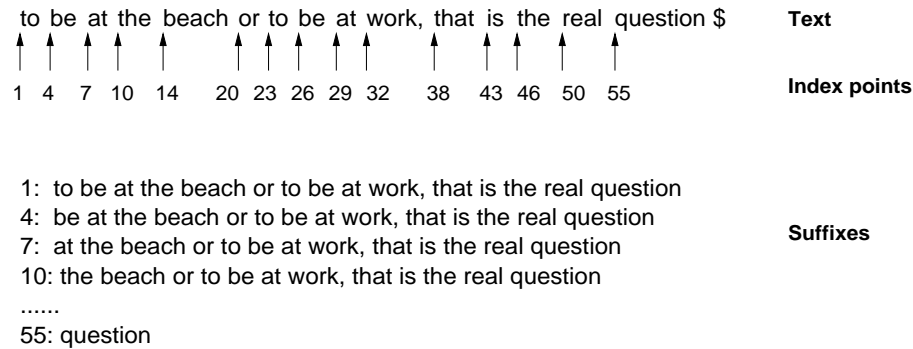 to be at the beach or to be at work, that is the real question $ Text
1 4 7 10 14 20 23 26 29 32 38 43 46 50 55 Index points
1: to be at the beach or to be at work, that is the real question
4: be at the beach or to be at work, that is the real question
Suffixes
7: at the beach or to be at work, that is the real question
10: the beach or to be at work, that is the real question
......
55: question